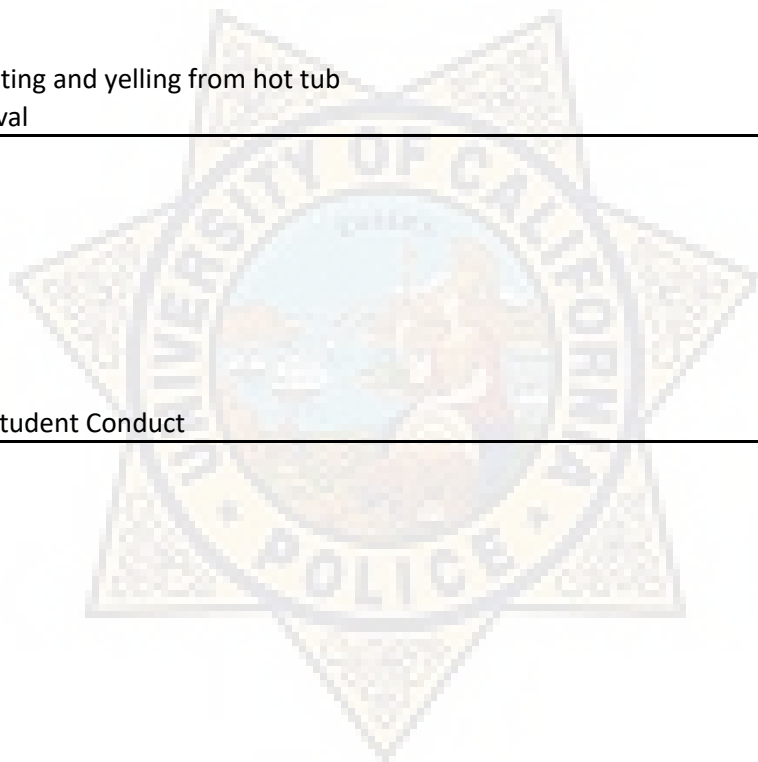 ting and yelling from hot tub
val
tudent Conduct
UNIVERSITY OF CALIFORNIA
POLICE